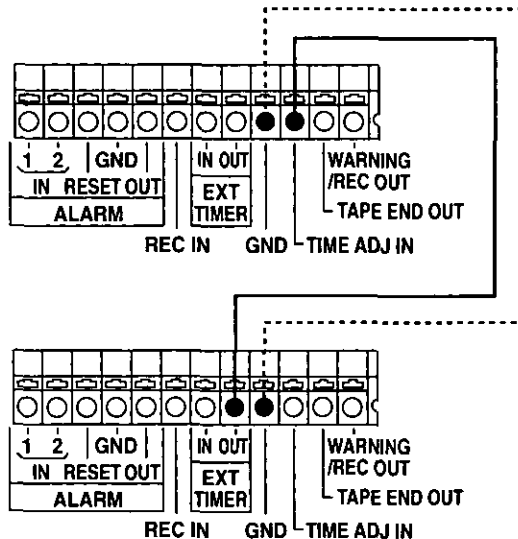 1 2 GND IN OUT WARNING
/REC OUT
IN RESET OUT EXT
TIMER
ALARM TAPE END OUT
REC IN GND TIME ADJ IN
1 2 GND IN OUT WARNING
/REC OUT
IN RESET OUT EXT
TIMER
ALARM TAPE END OUT
REC IN GND TIME ADJ IN